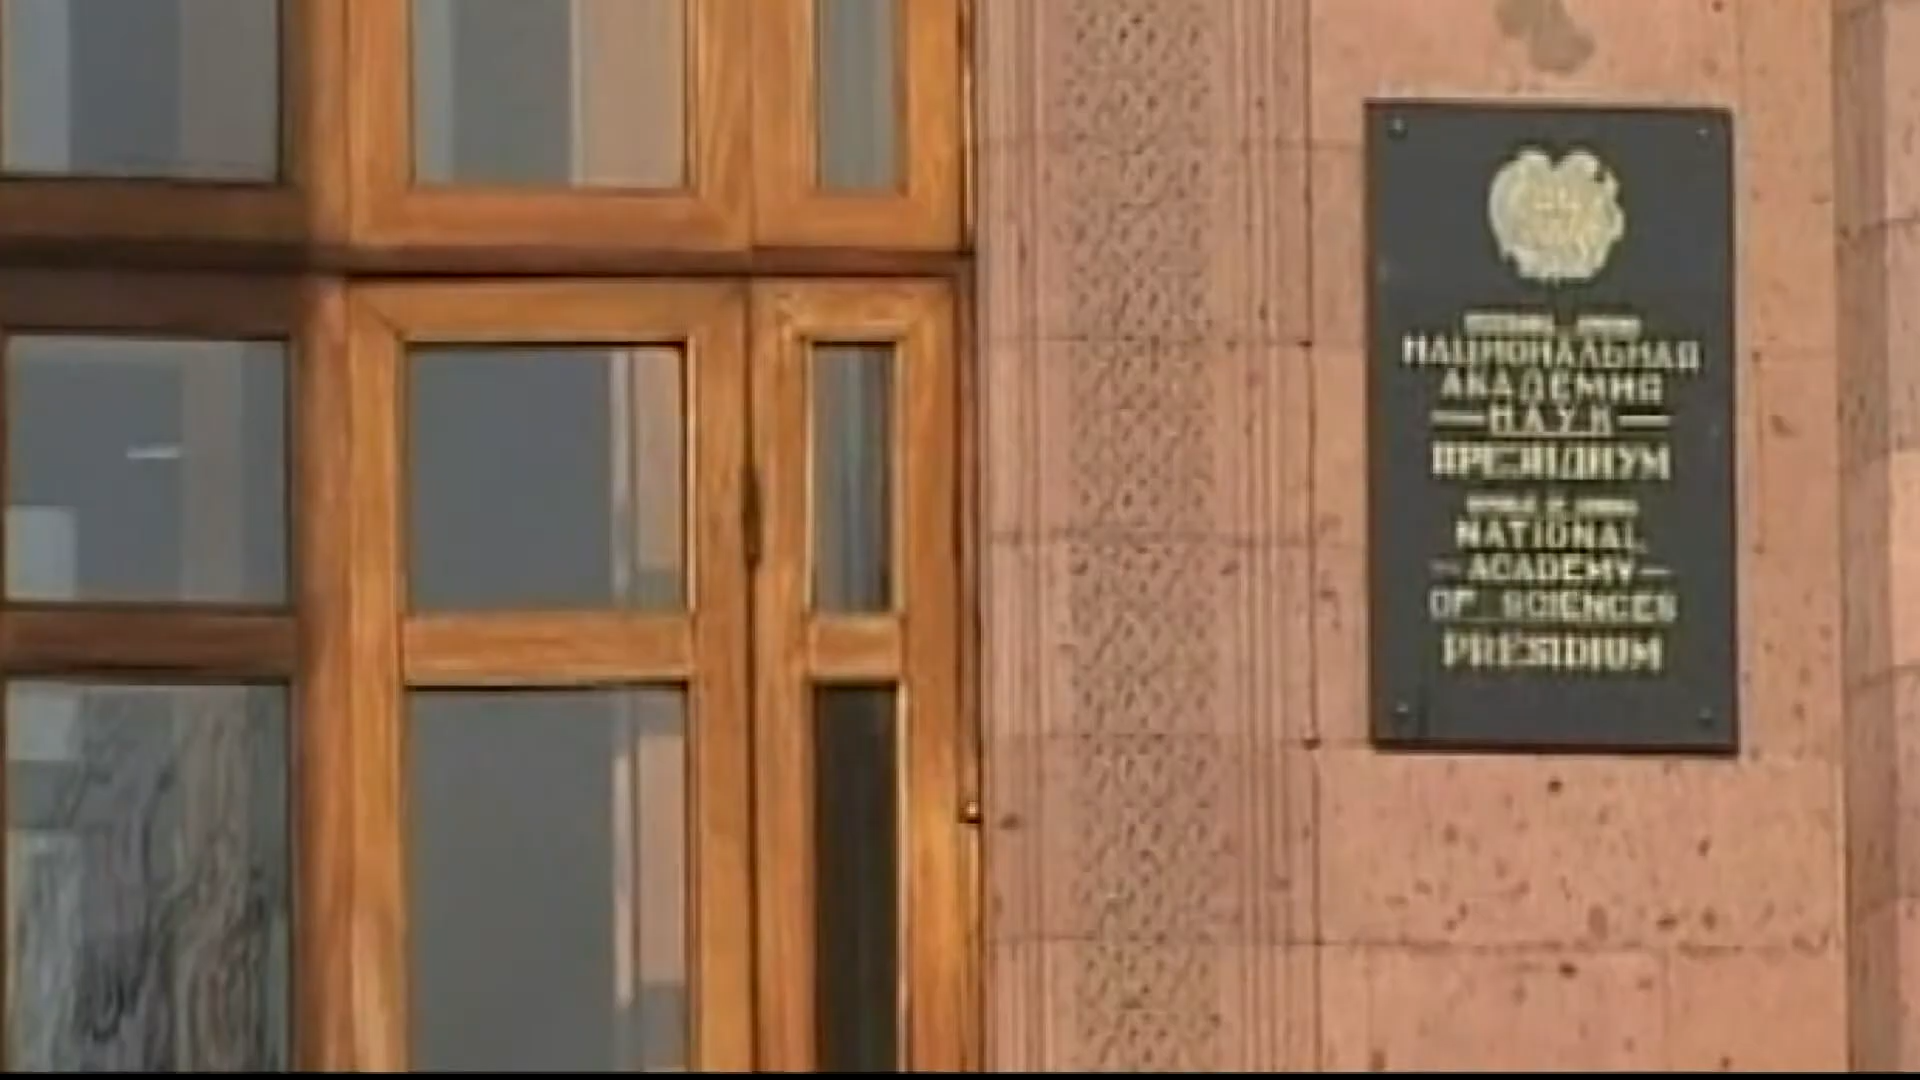 НАЦИОНАЛЬНАЯ
АКАДЕМИЯ
НАУК
ПРЕЗИДИУМ
NATIONAL
ACADEMY
OF SCIENCES
PRESIDIUM